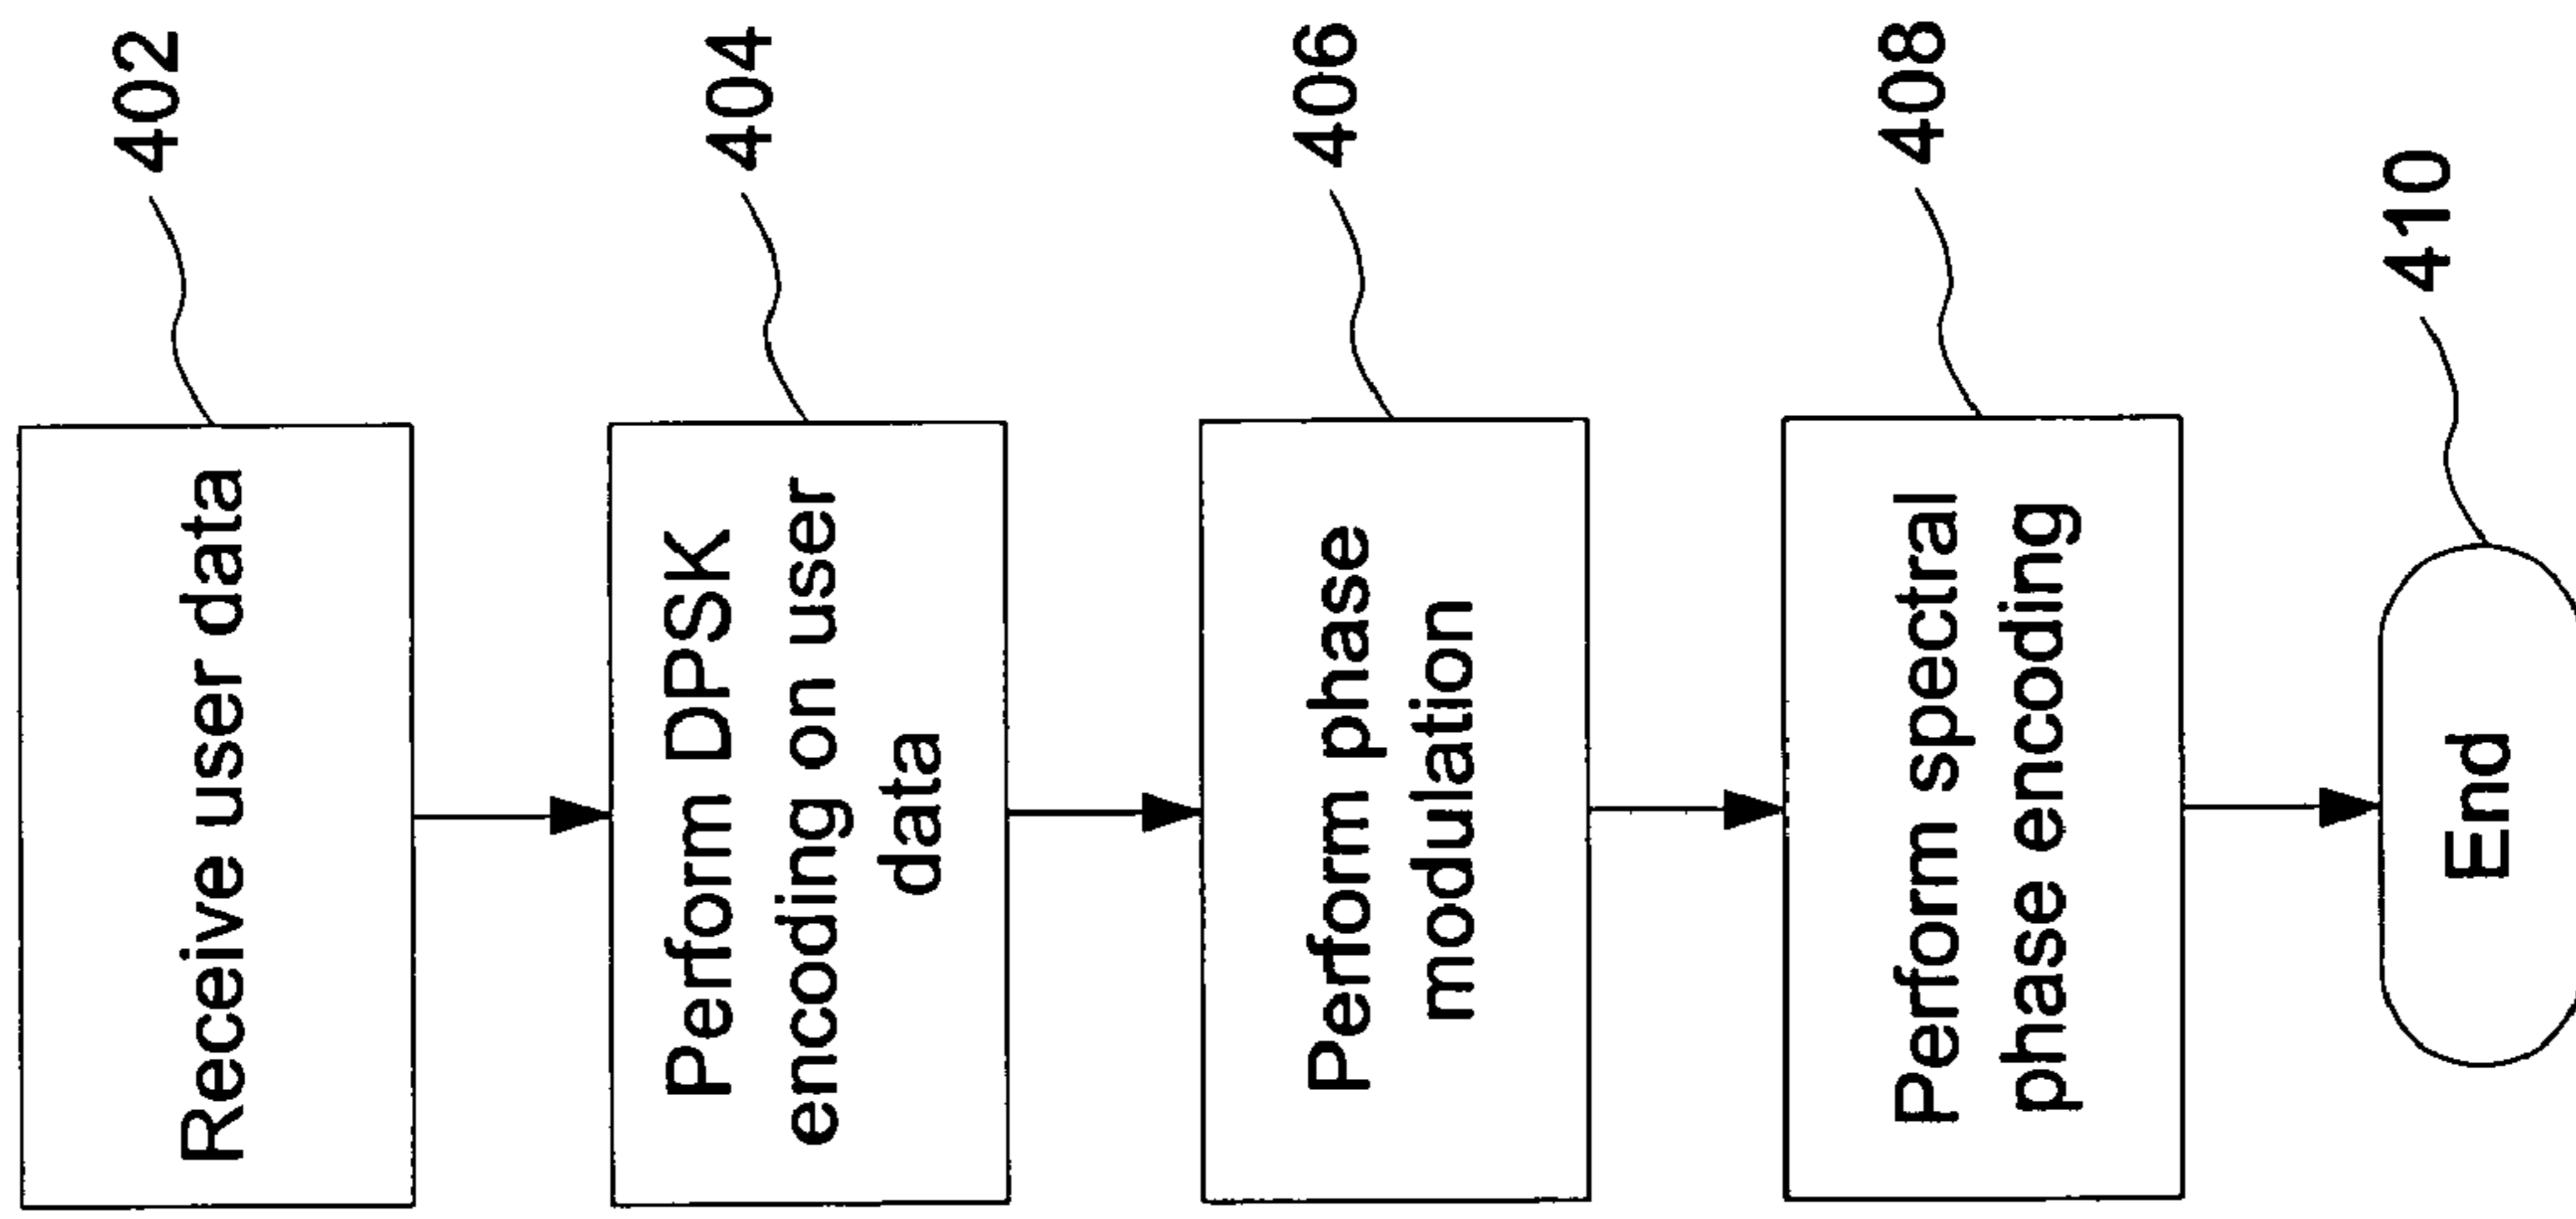 402
Receive user data
404
Perform DPSK
encoding on user
data
406
Perform phase
modulation
408
Perform spectral
phase encoding
410
End